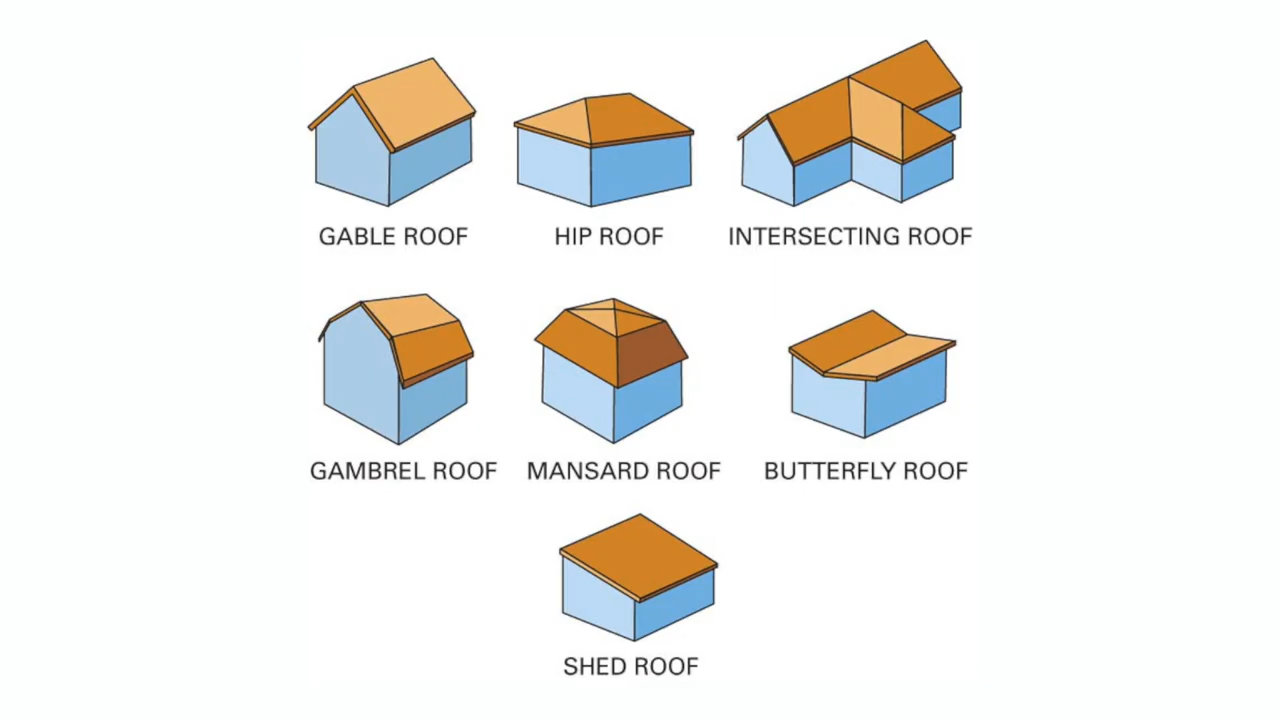 GABLE ROOF
HIP ROOF
INTERSECTING ROOF
GAMBREL ROOF
MANSARD ROOF
BUTTERFLY ROOF
SHED ROOF